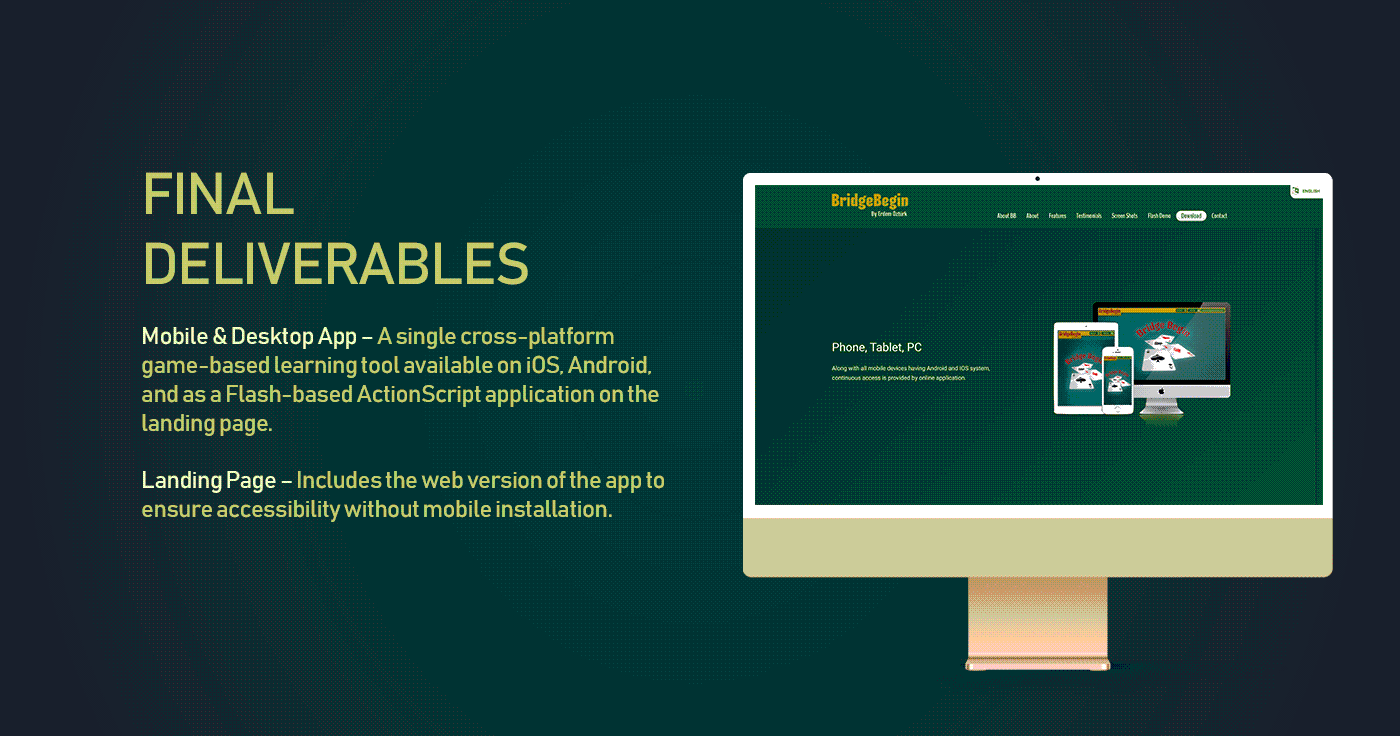 FINAL
DELIVERABLES
Mobile & Desktop App – A single cross-platform
game-based learning tool available on iOS, Android,
and as a Flash-based ActionScript application on the
landing page.
Landing Page – Includes the web version of the app to
ensure accessibility without mobile installation.
ENGLISH
BridgeBegin
By Erdem Ozturk
About BB About Features Testimonials Screen Shots Flash Demo Download Contact
Phone, Tablet, PC
Along with all mobile devices having Android and IOS system,
continuous access is provided by online application.
Bridge Begin